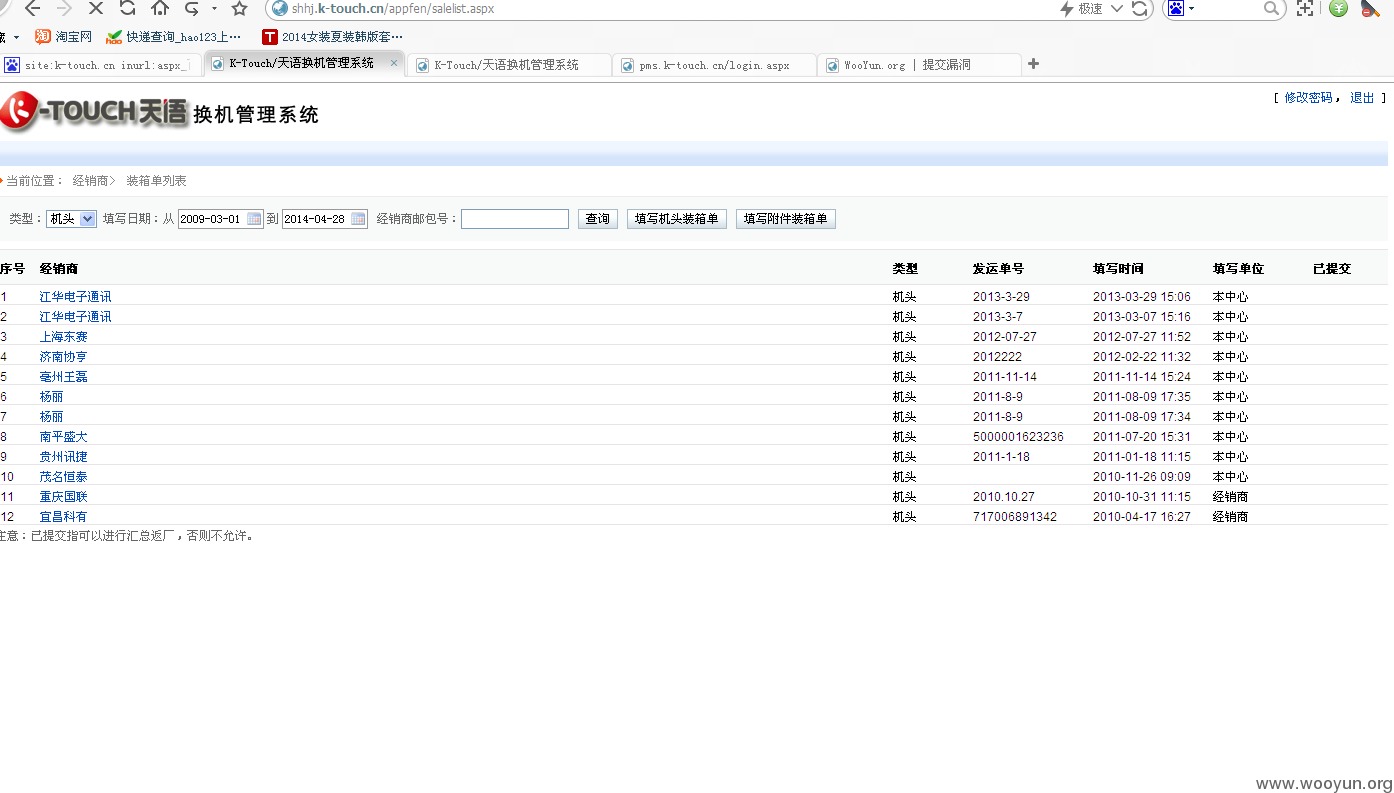 shhj.k-touch.cn/appfen/salelist.aspx 极速
淘宝网 快递查询_hao123上… 2014女装夏装韩版套…
site:k-touch.cn inurl:aspx_ K-Touch/天语换机管理系统 × K-Touch/天语换机管理系统 pms.k-touch.cn/login.aspx WooYun.org | 提交漏洞
K-TOUCH天语 换机管理系统
[ 修改密码, 退出 ]
当前位置: 经销商> 装箱单列表
类型: 机头 填写日期:从 2009-03-01 到 2014-04-28 经销商邮包号: 查询 填写机头装箱单 填写附件装箱单
序号 经销商 类型 发运单号 填写时间 填写单位 已提交
1 江华电子通讯 机头 2013-3-29 2013-03-29 15:06 本中心
2 江华电子通讯 机头 2013-3-7 2013-03-07 15:16 本中心
3 上海东赛 机头 2012-07-27 2012-07-27 11:52 本中心
4 济南协亨 机头 2012222 2012-02-22 11:32 本中心
5 亳州王磊 机头 2011-11-14 2011-11-14 15:24 本中心
6 杨丽 机头 2011-8-9 2011-08-09 17:35 本中心
7 杨丽 机头 2011-8-9 2011-08-09 17:34 本中心
8 南平盛大 机头 5000001623236 2011-07-20 15:31 本中心
9 贵州讯捷 机头 2011-1-18 2011-01-18 11:15 本中心
10 茂名恒泰 机头 2010-11-26 09:09 本中心
11 重庆国联 机头 2010.10.27 2010-10-31 11:15 经销商
12 宜昌科有 机头 717006891342 2010-04-17 16:27 经销商
注意:已提交指可以进行汇总返厂,否则不允许。
www.wooyun.org